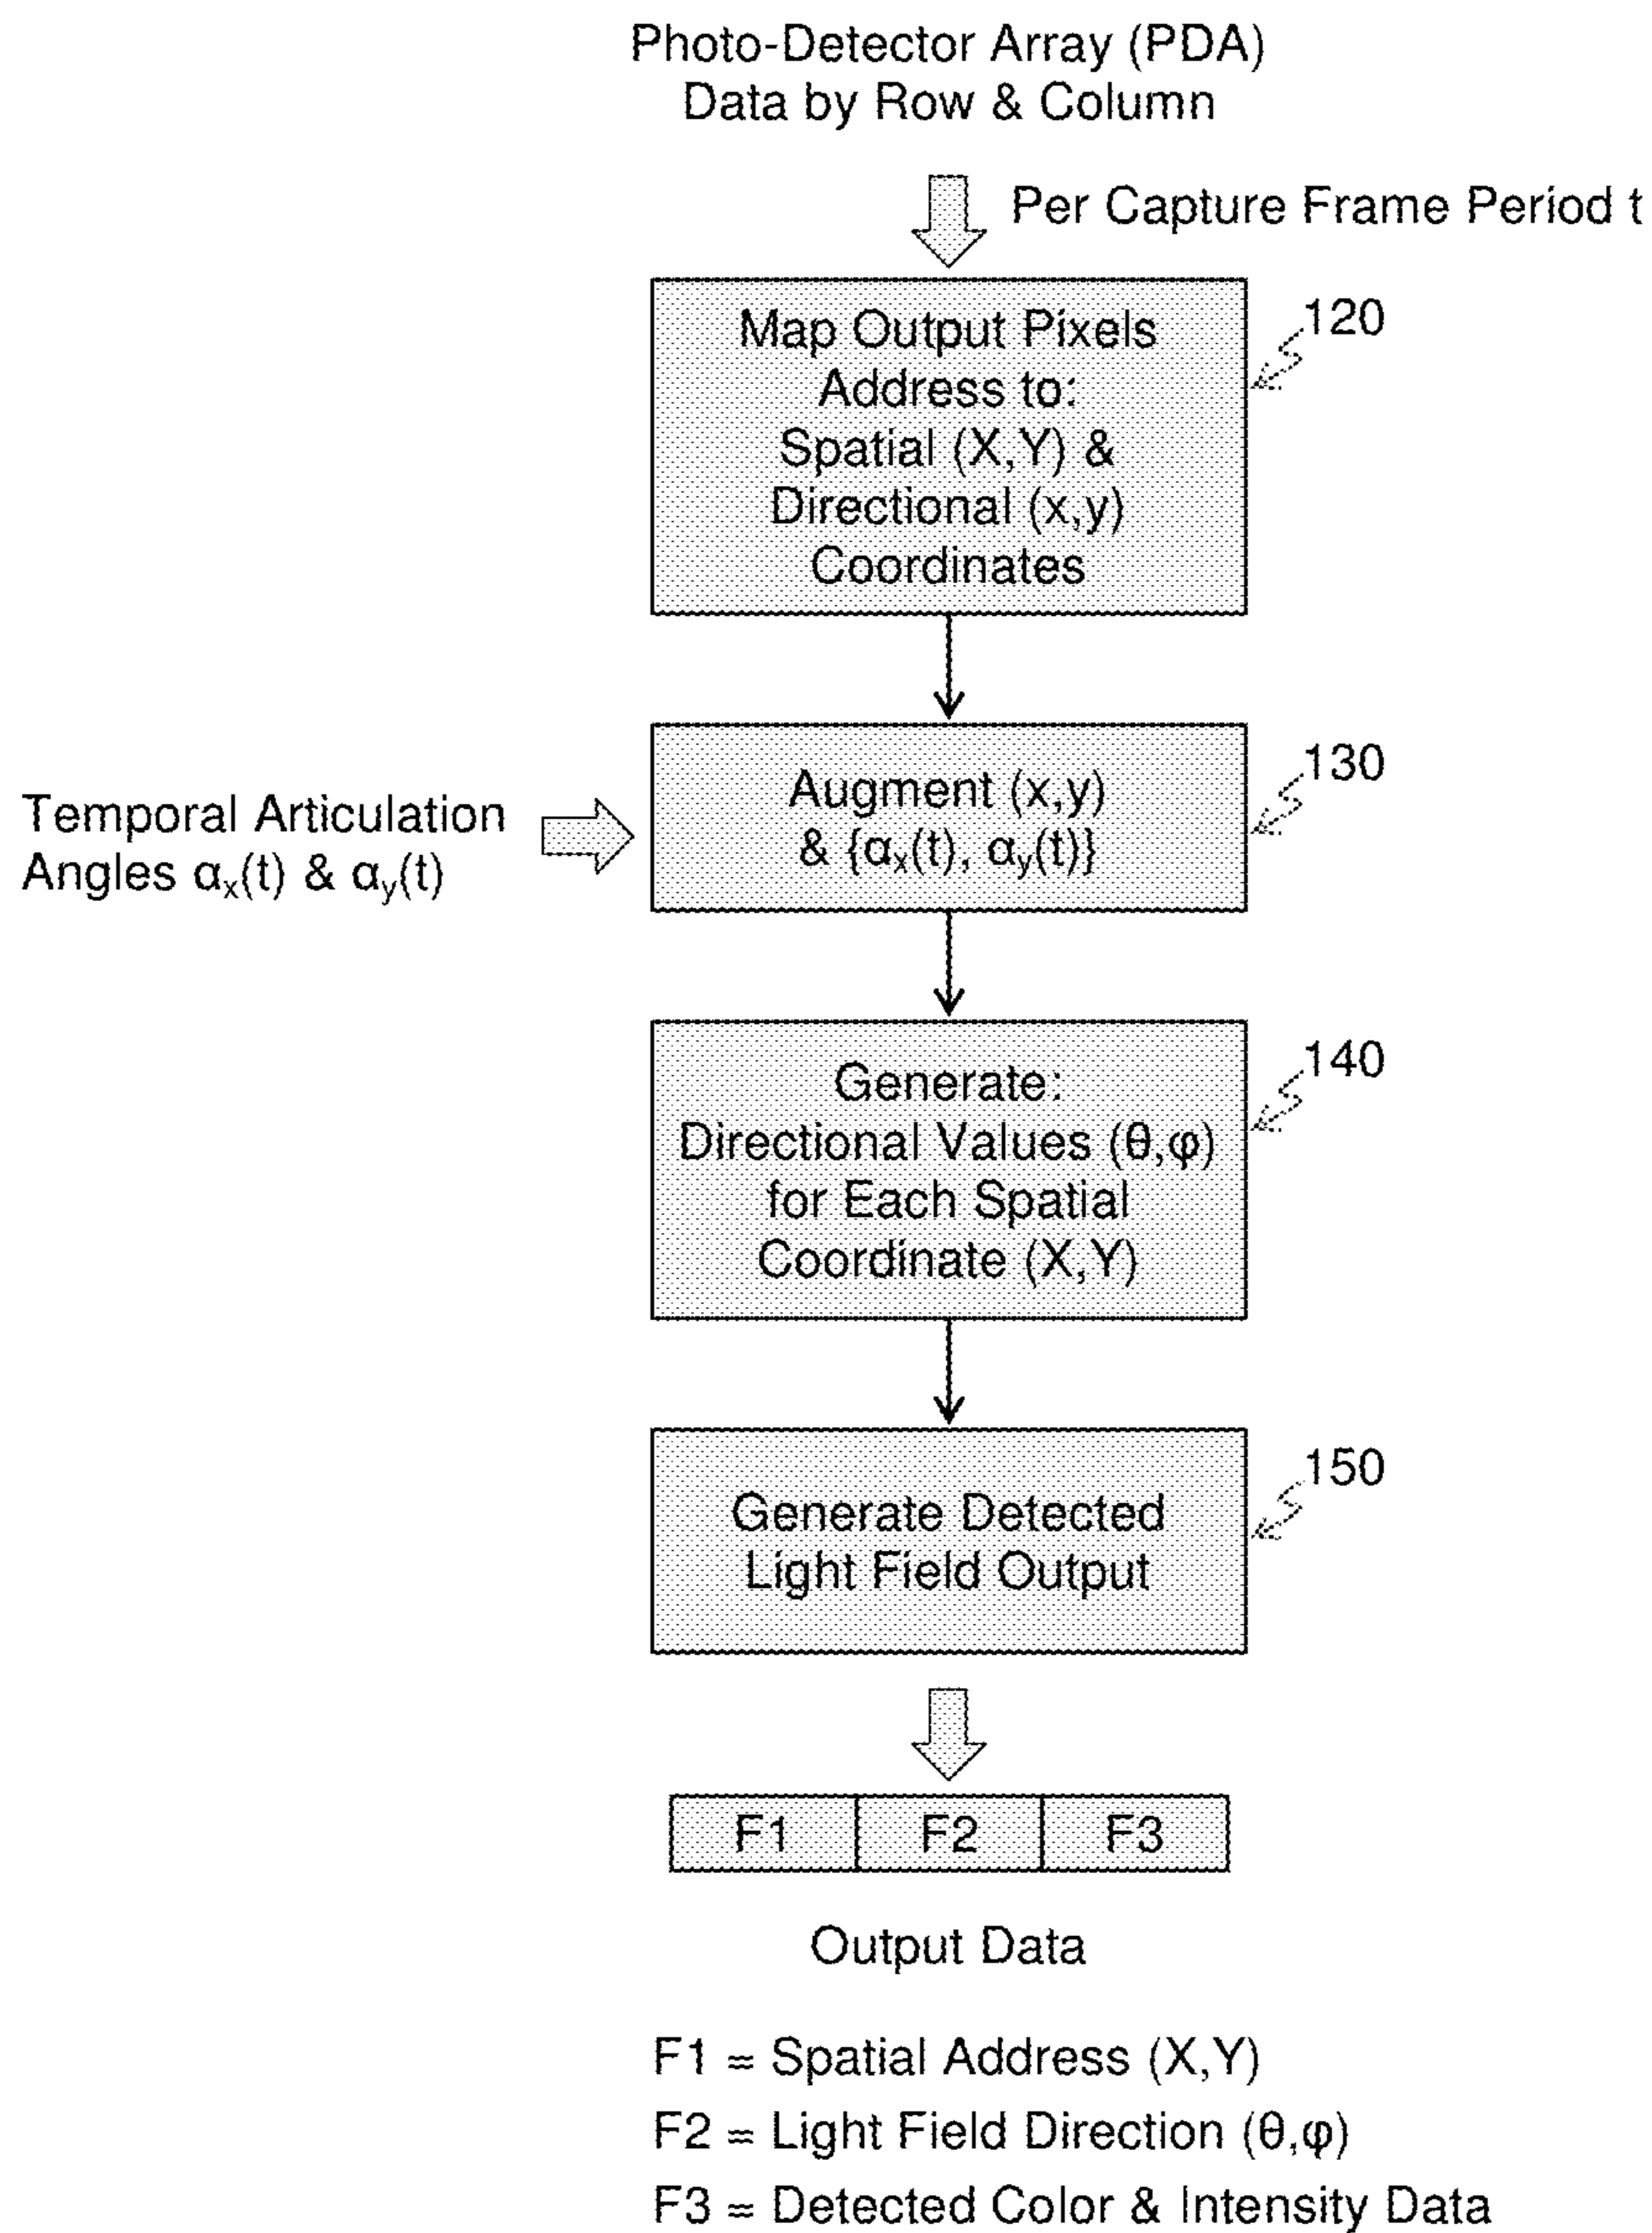 Photo-Detector Array (PDA)
Data by Row & Column
Per Capture Frame Period t
Map Output Pixels
Address to:
Spatial (X,Y) &
Directional (x,y)
Coordinates
120
Temporal Articulation
Angles αx(t) & αy(t)
Augment (x,y)
& {αx(t), αy(t)}
130
Generate:
Directional Values (θ,φ)
for Each Spatial
Coordinate (X,Y)
140
Generate Detected
Light Field Output
150
F1 F2 F3
Output Data
F1 = Spatial Address (X,Y)
F2 = Light Field Direction (θ,φ)
F3 = Detected Color & Intensity Data